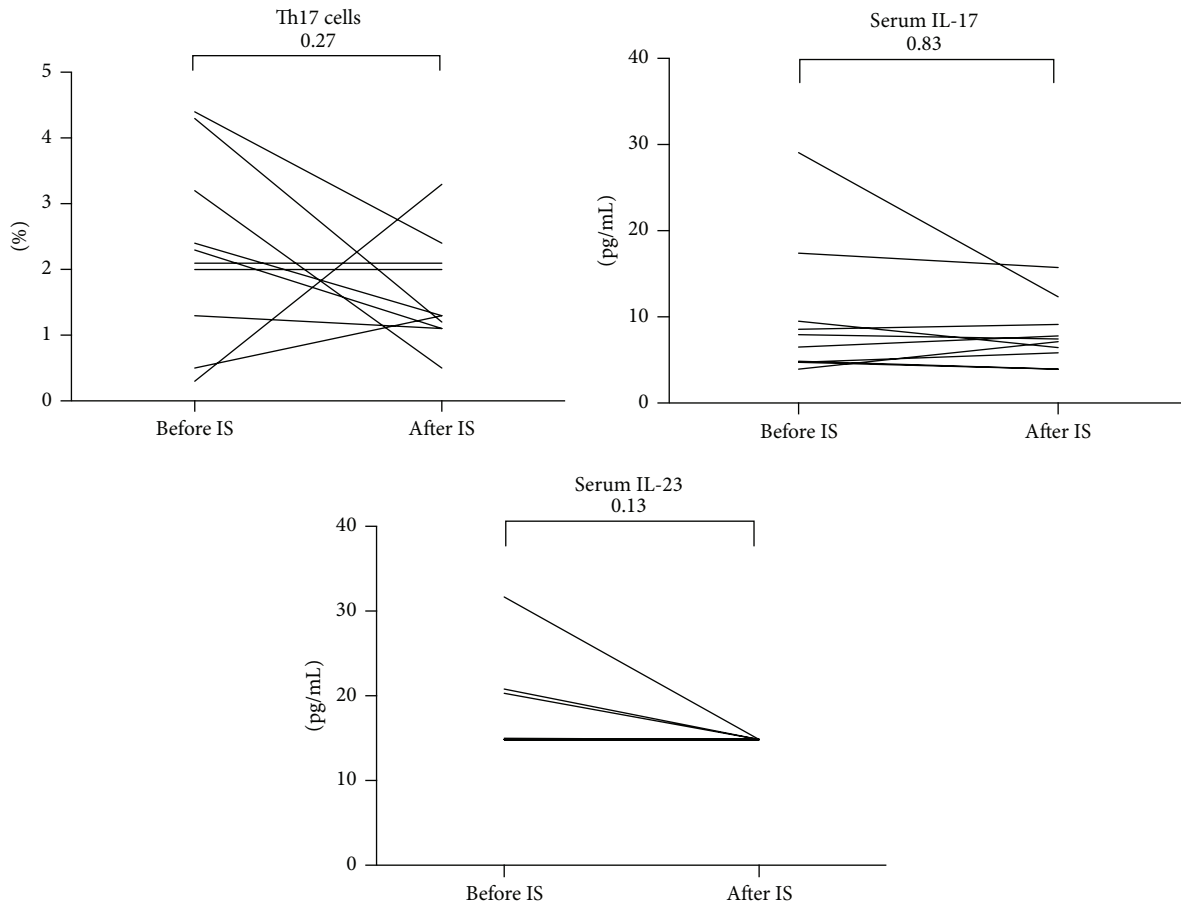 Th17 cells
0.27
5
4
3
2
1
0
(%)
Before IS
After IS
Serum IL-17
0.83
40
30
20
10
0
(pg/mL)
Before IS
After IS
Serum IL-23
0.13
40
30
20
10
0
(pg/mL)
Before IS
After IS